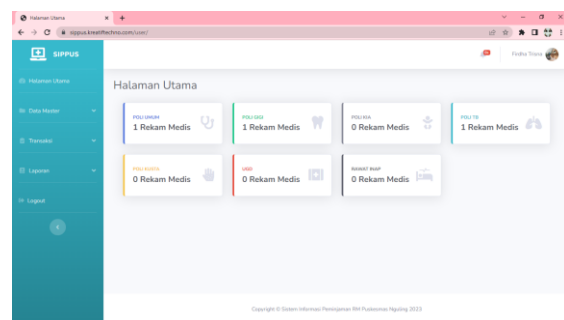 Halaman Utama
sippus.kreatiftechno.com/user/
SIPPUS
Halaman Utama
Data Master
Transaksi
Laporan
Logout
Halaman Utama
POLI UMUM
1 Rekam Medis
POLI GIGI
1 Rekam Medis
POLI KIA
0 Rekam Medis
POLI TB
1 Rekam Medis
POLI KUSTA
0 Rekam Medis
UGD
0 Rekam Medis
RAWAT INAP
0 Rekam Medis
Copyright © Sistem Informasi Peminjaman RM Puskesmas Nguling 2023